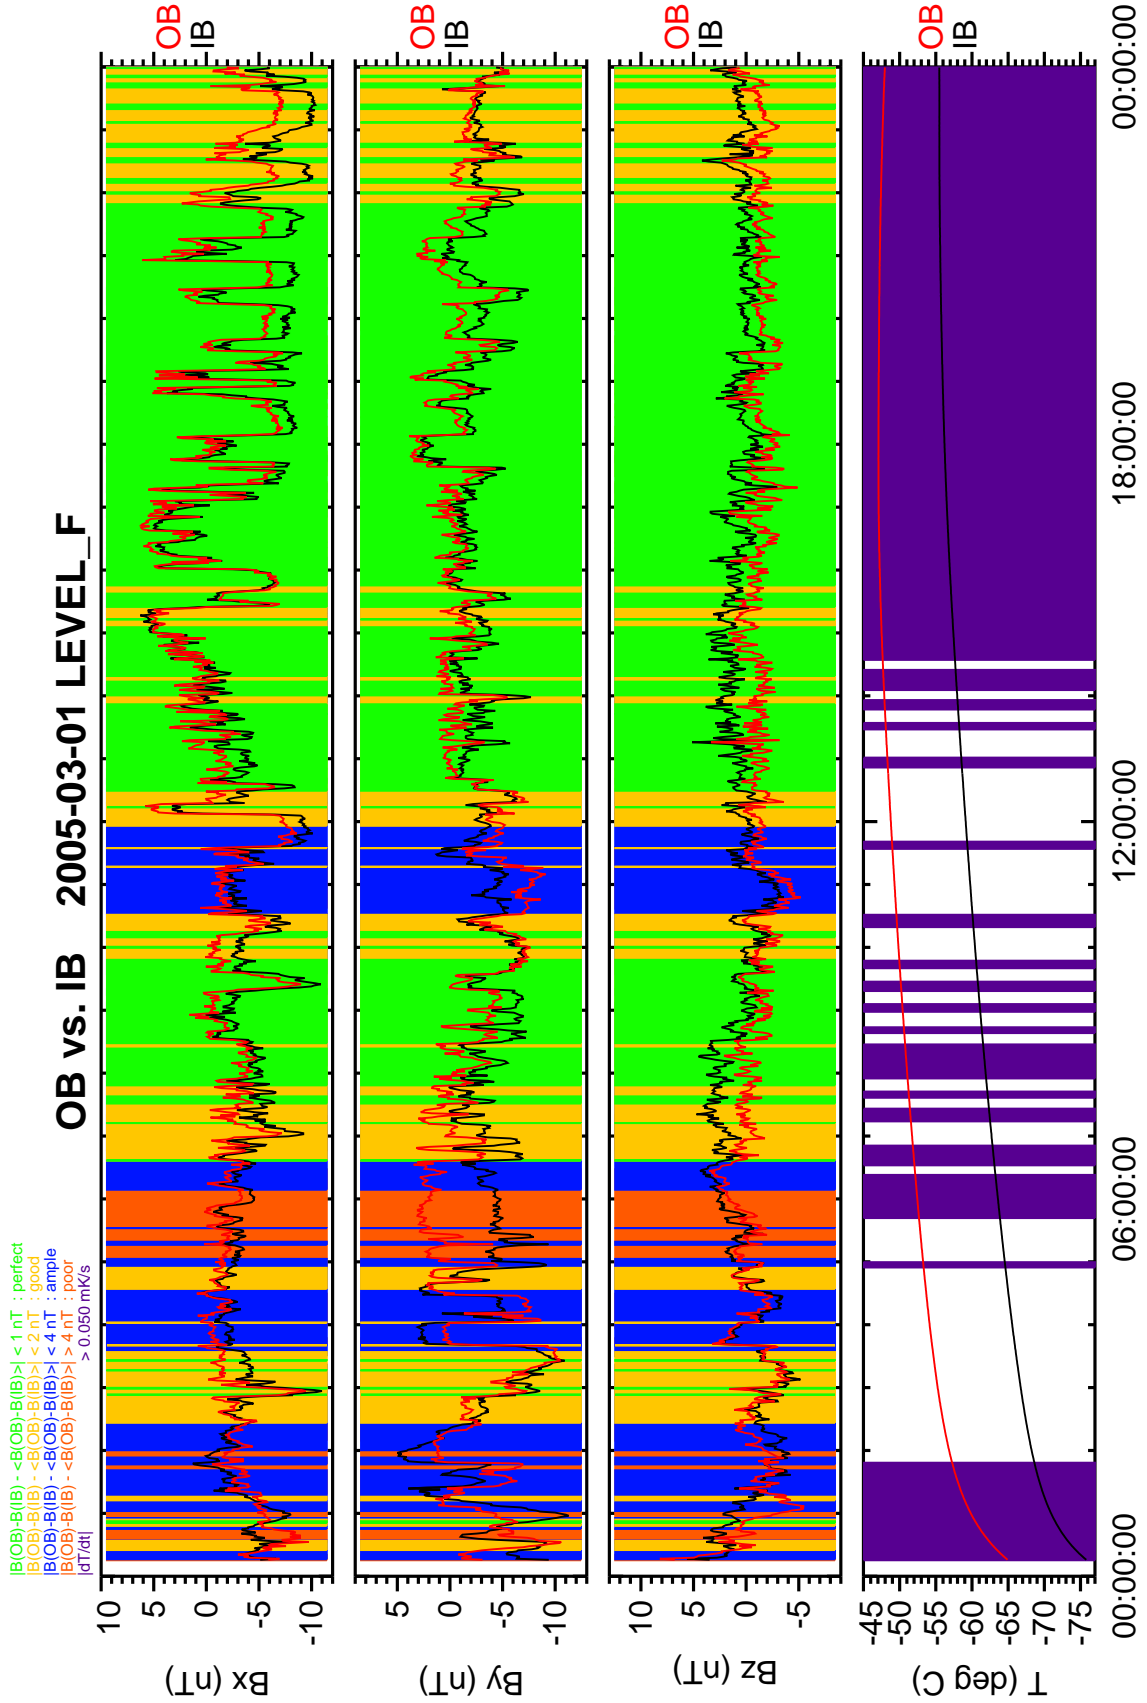 OB vs. IB 2005-03-01 LEVEL_F
|B(OB)-B(IB) - <B(OB)-B(IB)>| < 1 nT : perfect
|B(OB)-B(IB) - <B(OB)-B(IB)>| < 2 nT : good
|B(OB)-B(IB) - <B(OB)-B(IB)>| < 4 nT : ample
|B(OB)-B(IB) - <B(OB)-B(IB)>| > 4 nT : poor
|dT/dt| > 0.050 mK/s
Bx (nT)
10
5
0
-5
-10
OB
IB
By (nT)
5
0
-5
-10
OB
IB
Bz (nT)
10
5
0
-5
OB
IB
T (deg C)
-45
-50
-55
-60
-65
-70
-75
OB
IB
00:00:00 06:00:00 12:00:00 18:00:00 00:00:00